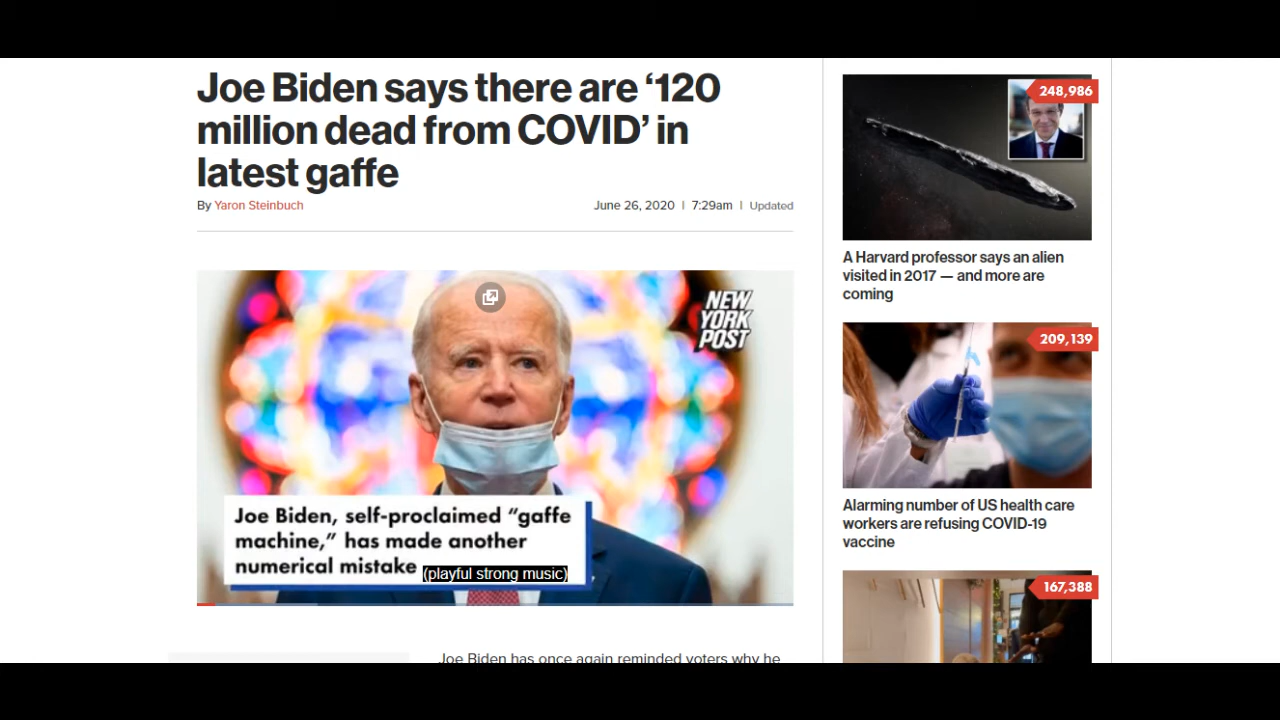 Joe Biden says there are ‘120
million dead from COVID’ in
latest gaffe
By Yaron Steinbuch
June 26, 2020 | 7:29am | Updated
NEW
YORK
POST
Joe Biden, self-proclaimed “gaffe
machine,” has made another
numerical mistake
(playful strong music)
Joe Biden has once again reminded voters why he
248,986
A Harvard professor says an alien
visited in 2017 — and more are
coming
209,139
Alarming number of US health care
workers are refusing COVID-19
vaccine
167,388